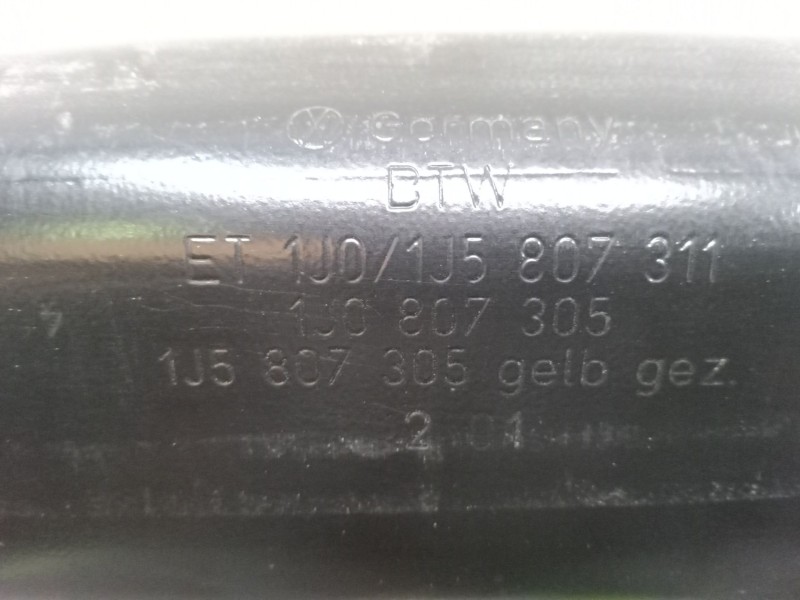 Germany
BTW
ET 1J0/1J5 807 311
1J0 807 305
1J5 807 305 gelb gez.
2 01